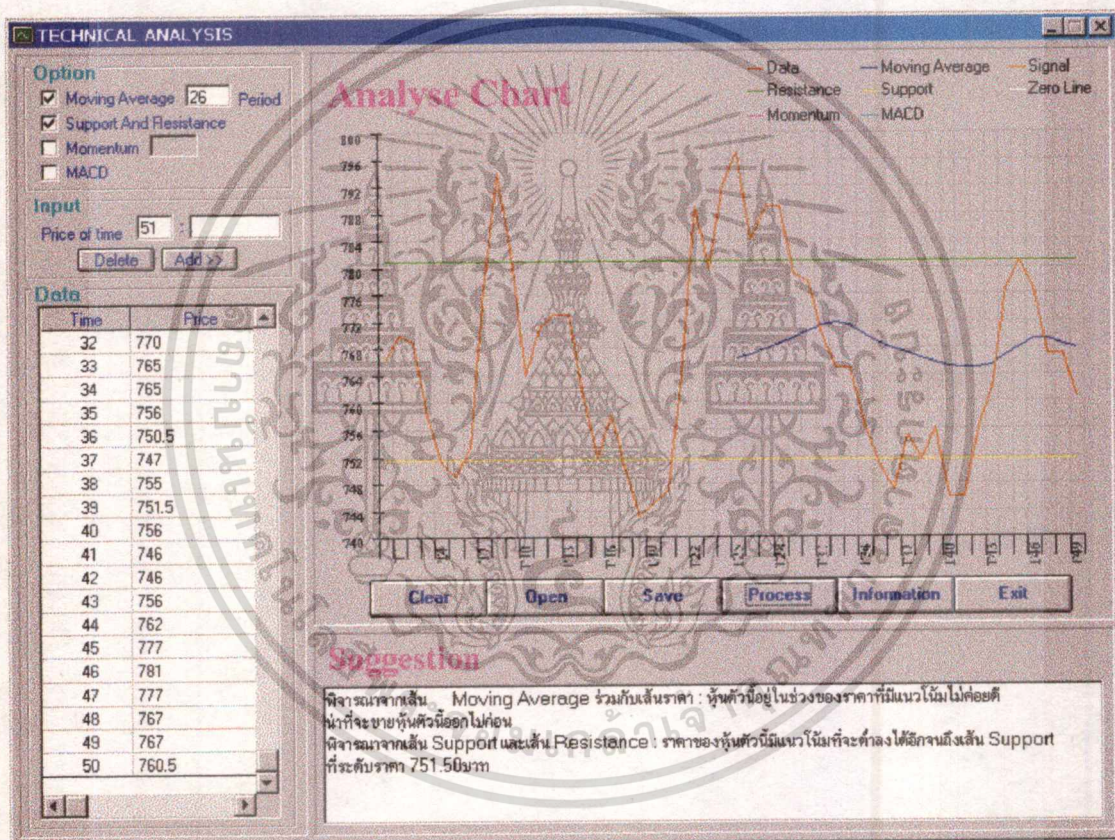 TECHNICAL ANALYSIS
Option
Moving Average 26 Period
Support And Resistance
Momentum
MACD
Input
Price of time 51 :
Delete Add >>
Data
Time Price
32 770
33 765
34 765
35 756
36 750.5
37 747
38 755
39 751.5
40 756
41 746
42 746
43 756
44 762
45 777
46 781
47 777
48 767
49 767
50 760.5
Analyse Chart
Data Moving Average Signal
Resistance Support Zero Line
Momentum MACD
800
796
792
788
784
780
776
772
768
764
760
756
752
748
744
740
Clear Open Save Process Information Exit
Suggestion
พิจารณาจากเส้น Moving Average ร่วมกับเส้นราคา : หุ้นตัวนี้อยู่ในช่วงของราคาที่มีแนวโน้มไม่ค่อยดี
น่าที่จะขายหุ้นตัวนี้ออกไปก่อน
พิจารณาจากเส้น Support และเส้น Resistance : ราคาของหุ้นตัวนี้มีแนวโน้มที่จะต่ำลงได้อีกจนถึงเส้น Support
ที่ระดับราคา 751.50บาท